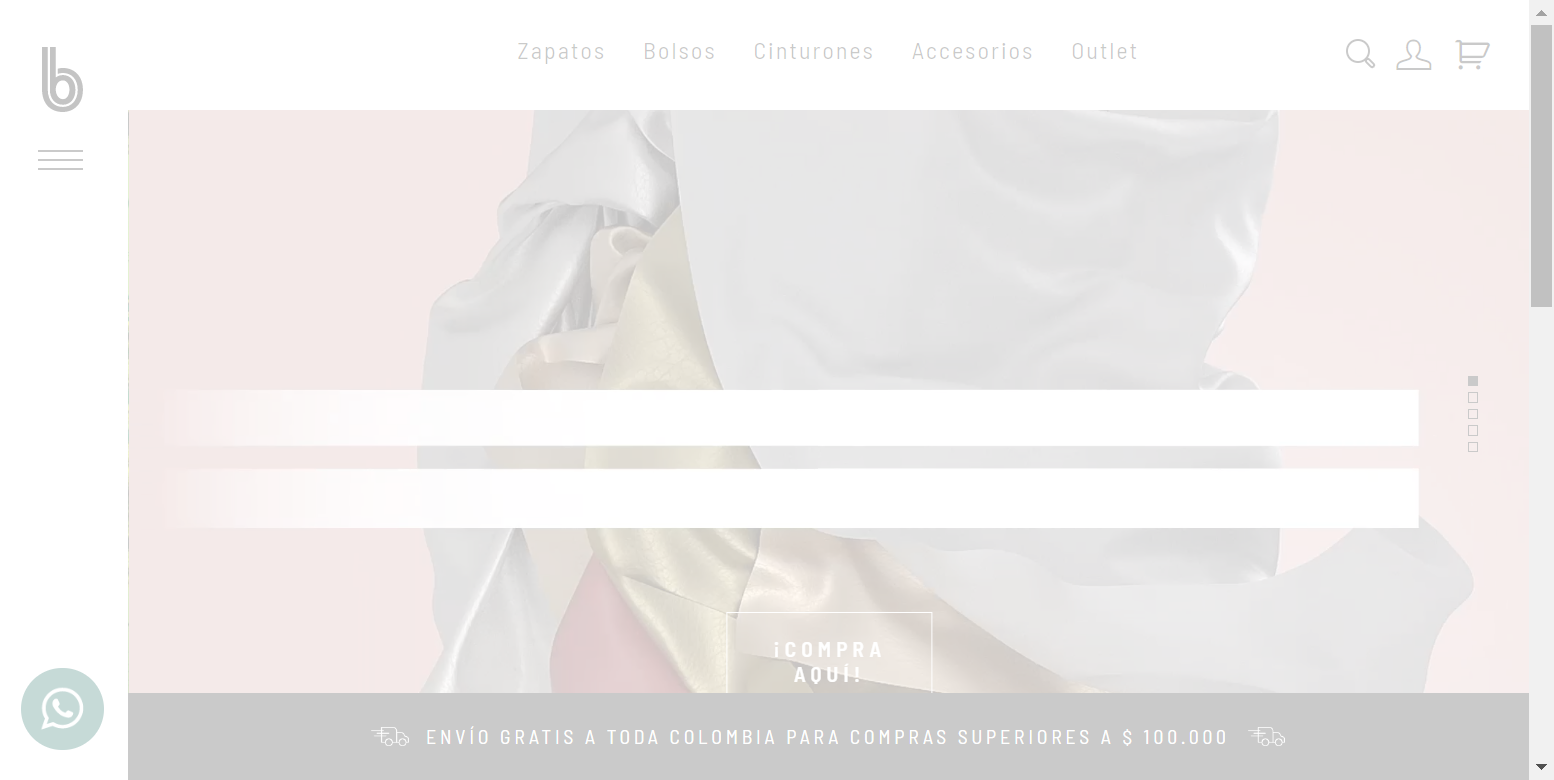 b
Zapatos Bolsos Cinturones Accesorios Outlet
¡COMPRA
AQUÍ!
ENVÍO GRATIS A TODA COLOMBIA PARA COMPRAS SUPERIORES A $ 100.000